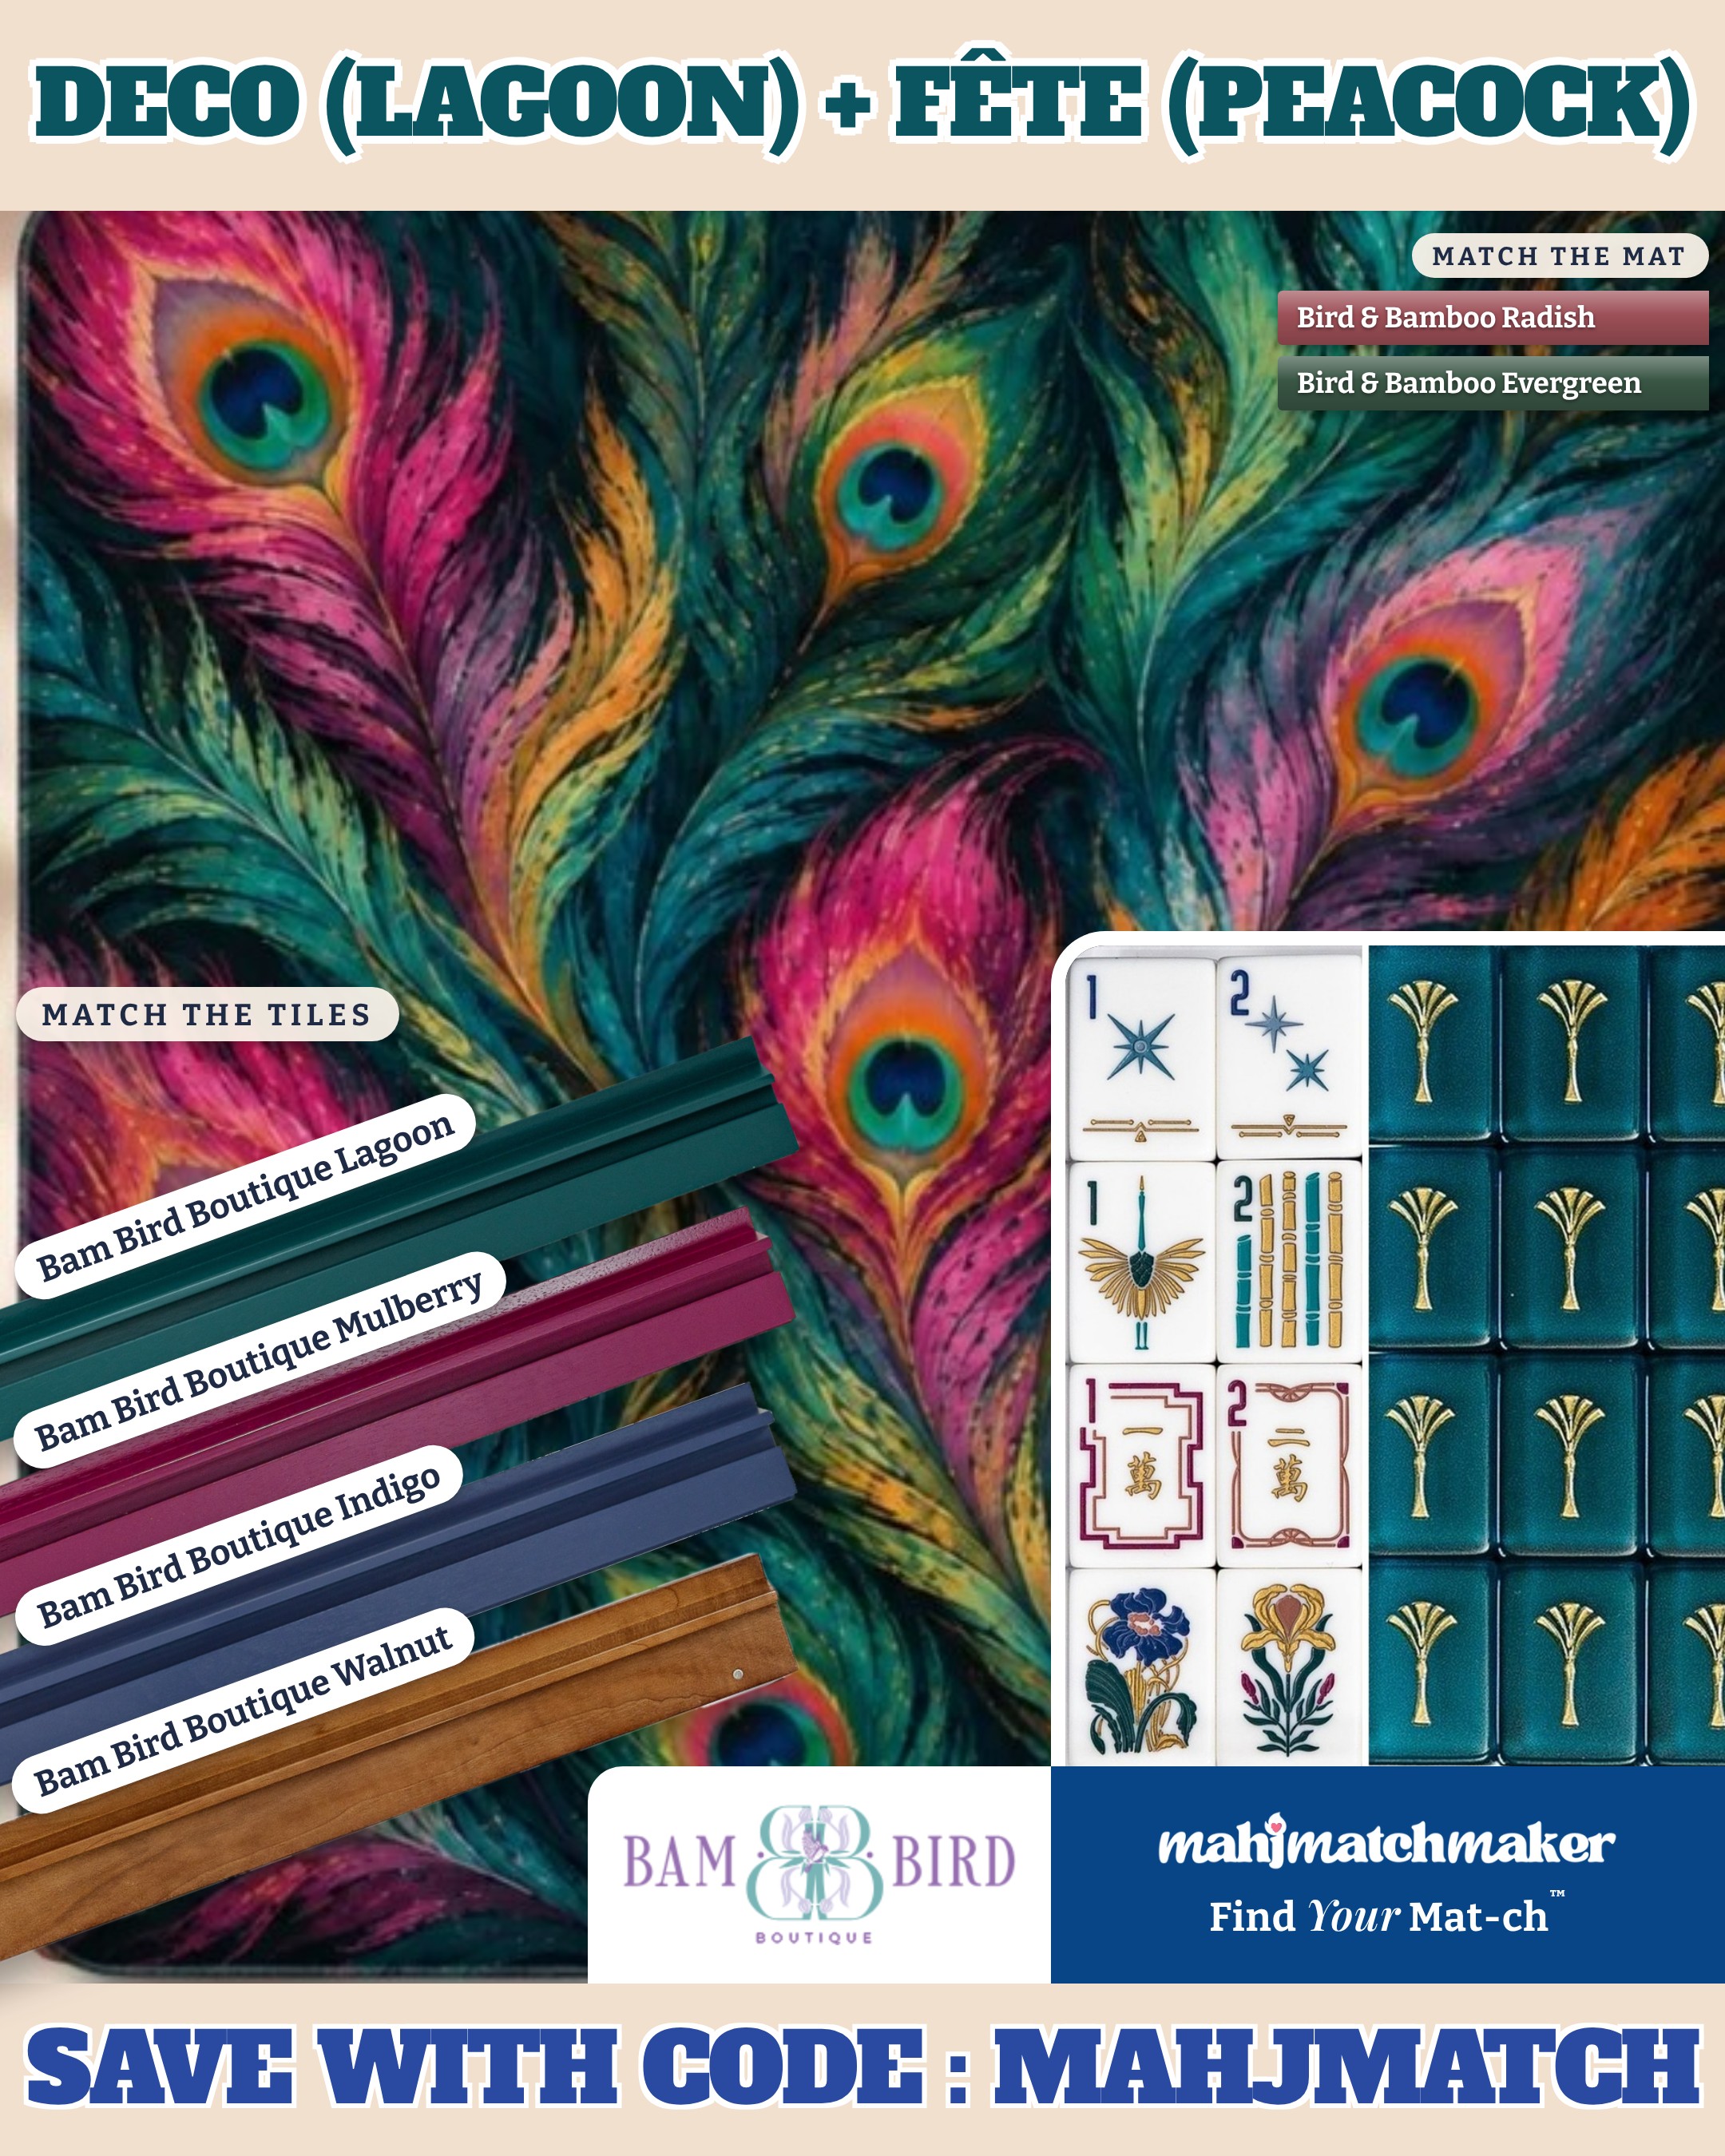 DECO (LAGOON) + FÊTE (PEACOCK)
MATCH THE MAT
Bird & Bamboo Radish
Bird & Bamboo Evergreen
MATCH THE TILES
Bam Bird Boutique Lagoon
Bam Bird Boutique Mulberry
Bam Bird Boutique Indigo
Bam Bird Boutique Walnut
1 2
1 2
1 2
一 二
萬 萬
BAM BIRD
BOUTIQUE
mahjmatchmaker
Find Your Mat-ch™
SAVE WITH CODE : MAHJMATCH